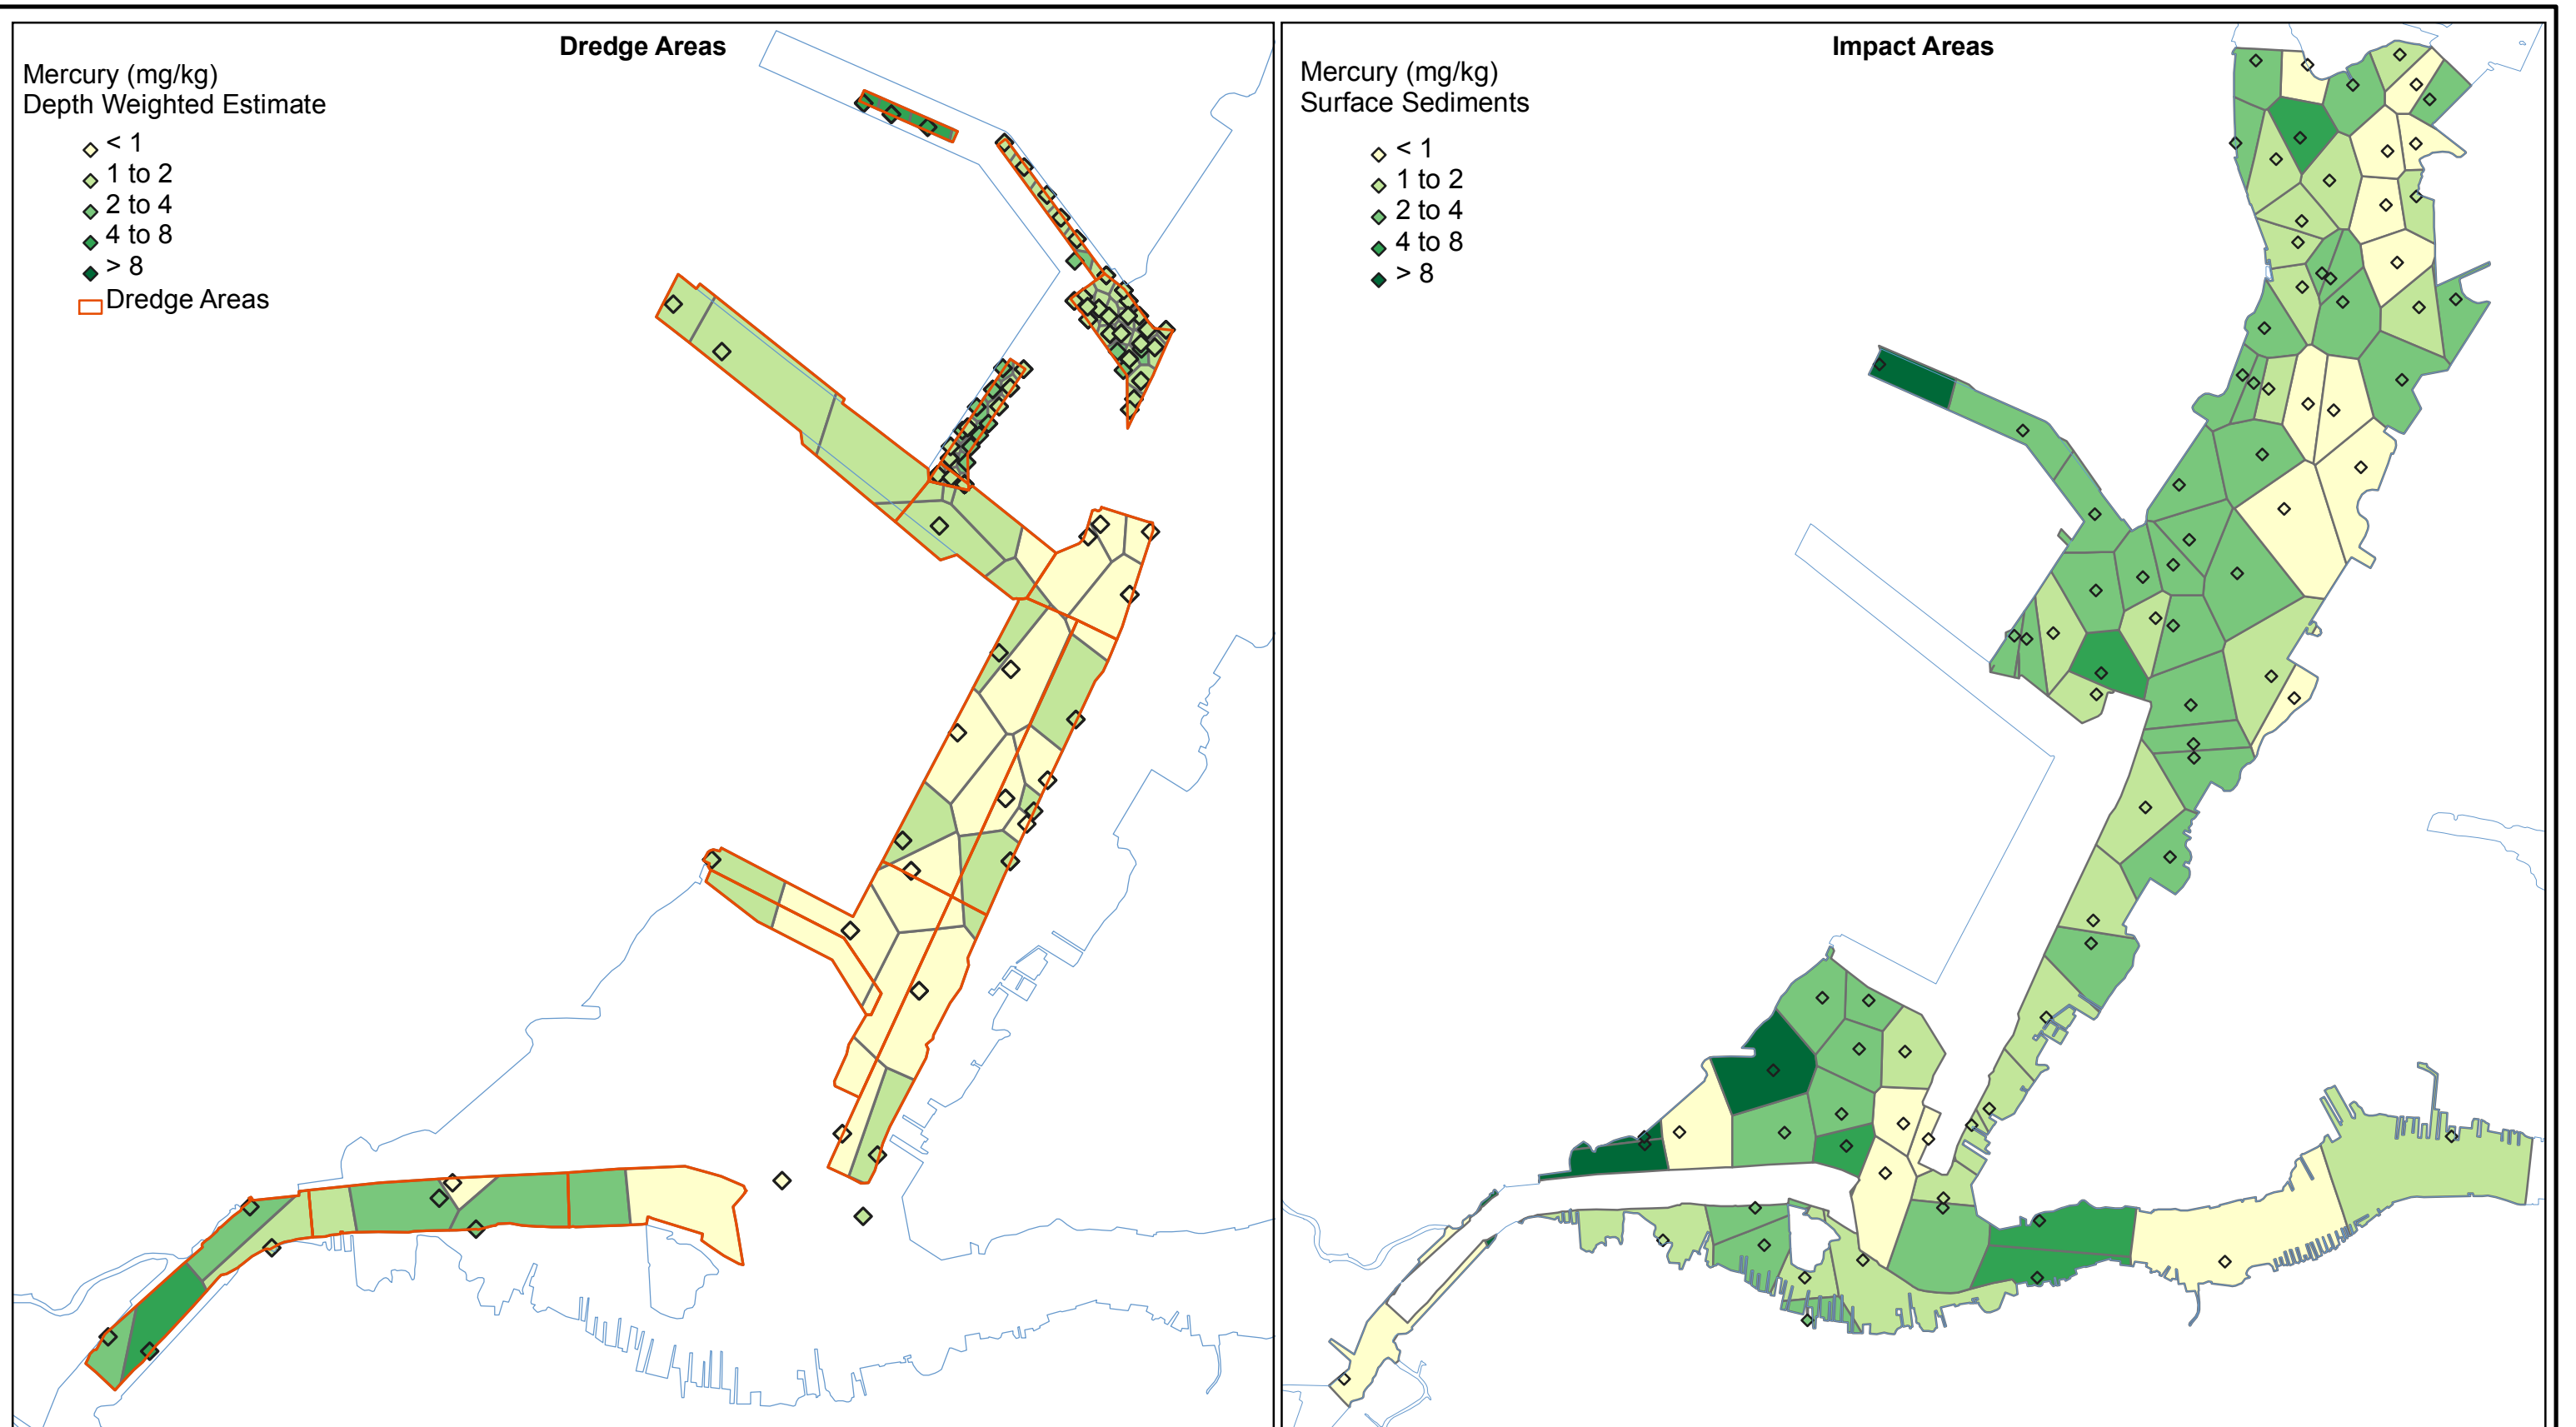 Dredge Areas
Mercury (mg/kg)
Depth Weighted Estimate
< 1
1 to 2
2 to 4
4 to 8
> 8
Dredge Areas
Impact Areas
Mercury (mg/kg)
Surface Sediments
< 1
1 to 2
2 to 4
4 to 8
> 8